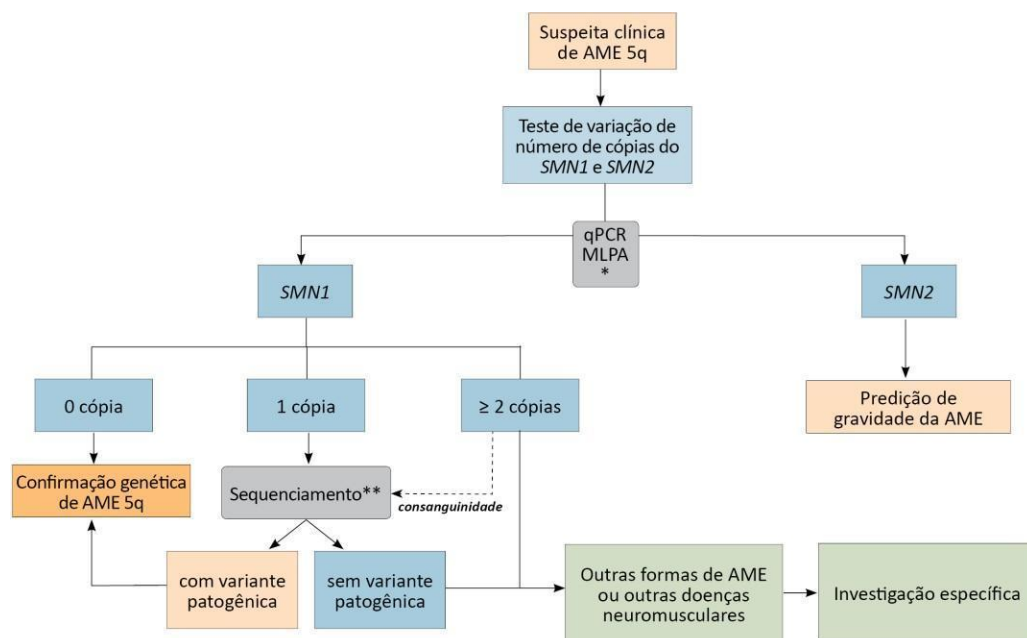 Suspeita clínica
de AME 5q
Teste de variação de
número de cópias do
SMN1 e SMN2
qPCR
MLPA
*
SMN1
SMN2
0 cópia
1 cópia
≥ 2 cópias
Predição de
gravidade da AME
Confirmação genética
de AME 5q
Sequenciamento**
consanguinidade
com variante
patogênica
sem variante
patogênica
Outras formas de AME
ou outras doenças
neuromusculares
Investigação específica